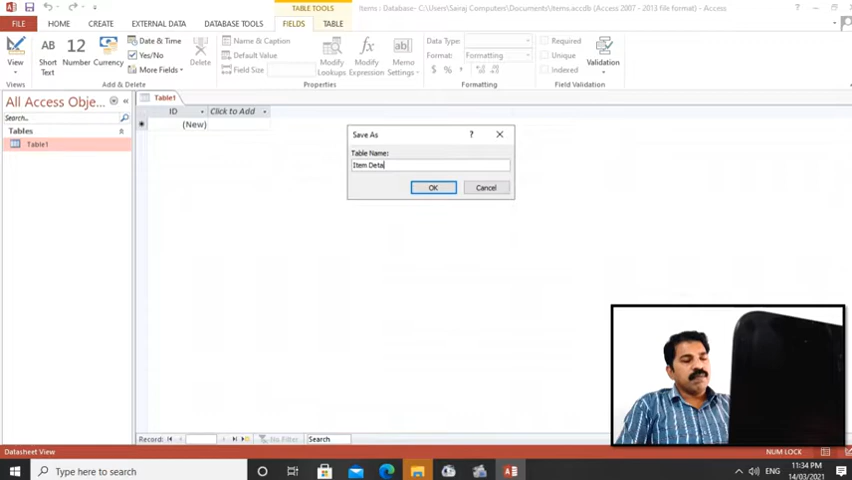 TABLE TOOLS
Items : Database- C:\Users\Sairaj Computers\Documents\Items.accdb (Access 2007 - 2013 file format) - Access
FILE
HOME
CREATE
EXTERNAL DATA
DATABASE TOOLS
FIELDS
TABLE
View
Views
AB
Short
Text
12
Number
Currency
Date & Time
Yes/No
More Fields
Delete
Add & Delete
Name & Caption
Default Value
Field Size
Modify
Lookups
fx
Modify
Expression
ab
Memo
Settings
Properties
Data Type:
Format: Formatting
$ % ,
Formatting
Required
Unique
Indexed
Validation
Field Validation
All Access Obje...
Search...
Tables
Table1
Table1
ID
Click to Add
(New)
Save As
?
Table Name:
Item Deta
OK
Cancel
Record:
No Filter
Search
Datasheet View
NUM LOCK
Type here to search
ENG
11:34 PM
14/03/2021